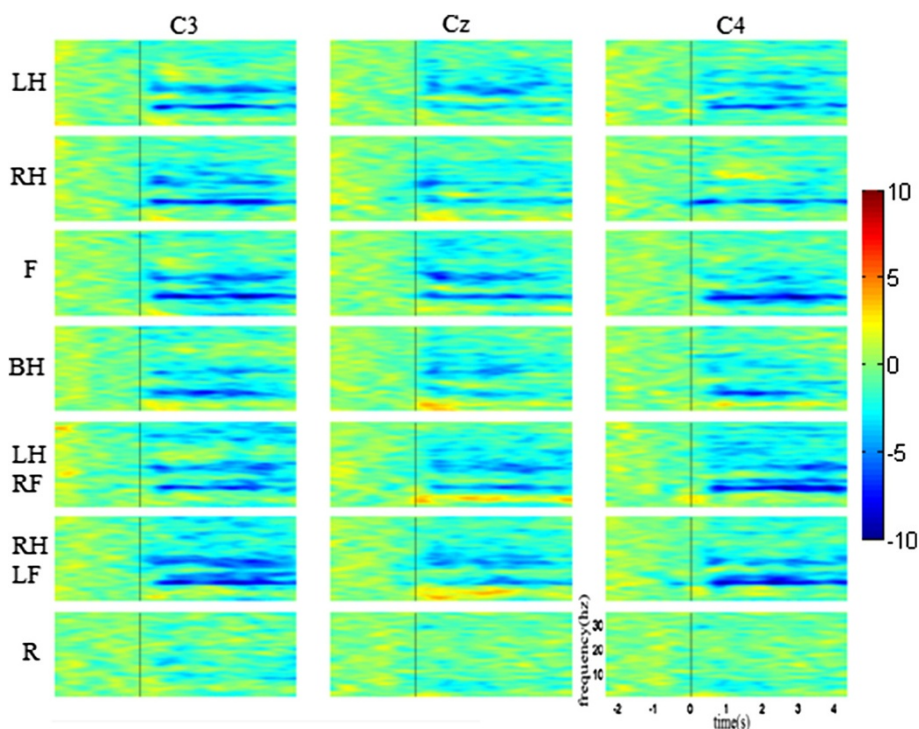 C3 Cz C4
LH
RH
F
BH
LH
RF
RH
LF
R
10
5
0
-5
-10
frequency(hz)
30
20
10
-2 -1 0 1 2 3 4
time(s)